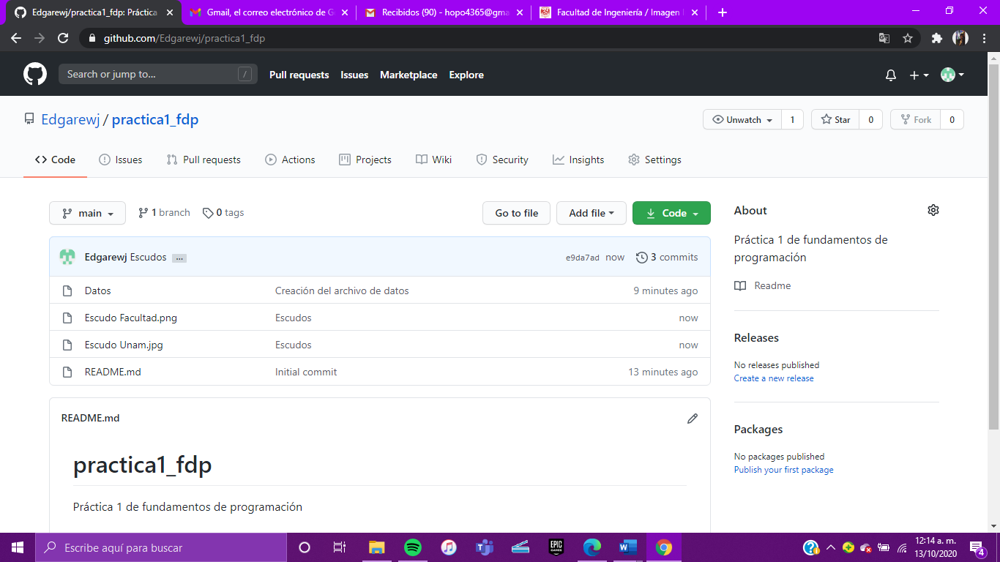 Edgarewj/practica1_fdp: Práctica
Gmail, el correo electrónico de G
Recibidos (90) - hopo4365@gma
Facultad de Ingeniería / Imagen
github.com/Edgarewj/practica1_fdp
Search or jump to... /
Pull requests Issues Marketplace Explore
Edgarewj / practica1_fdp
Unwatch 1 Star 0 Fork 0
Code Issues Pull requests Actions Projects Wiki Security Insights Settings
main 1 branch 0 tags Go to file Add file Code
Edgarewj Escudos ... e9da7ad now 3 commits
Datos Creación del archivo de datos 9 minutes ago
Escudo Facultad.png Escudos now
Escudo Unam.jpg Escudos now
README.md Initial commit 13 minutes ago
README.md
practica1_fdp
Práctica 1 de fundamentos de programación
About
Práctica 1 de fundamentos de
programación
Readme
Releases
No releases published
Create a new release
Packages
No packages published
Publish your first package
Escribe aquí para buscar
EPIC
GAMES
12:14 a. m.
13/10/2020
4